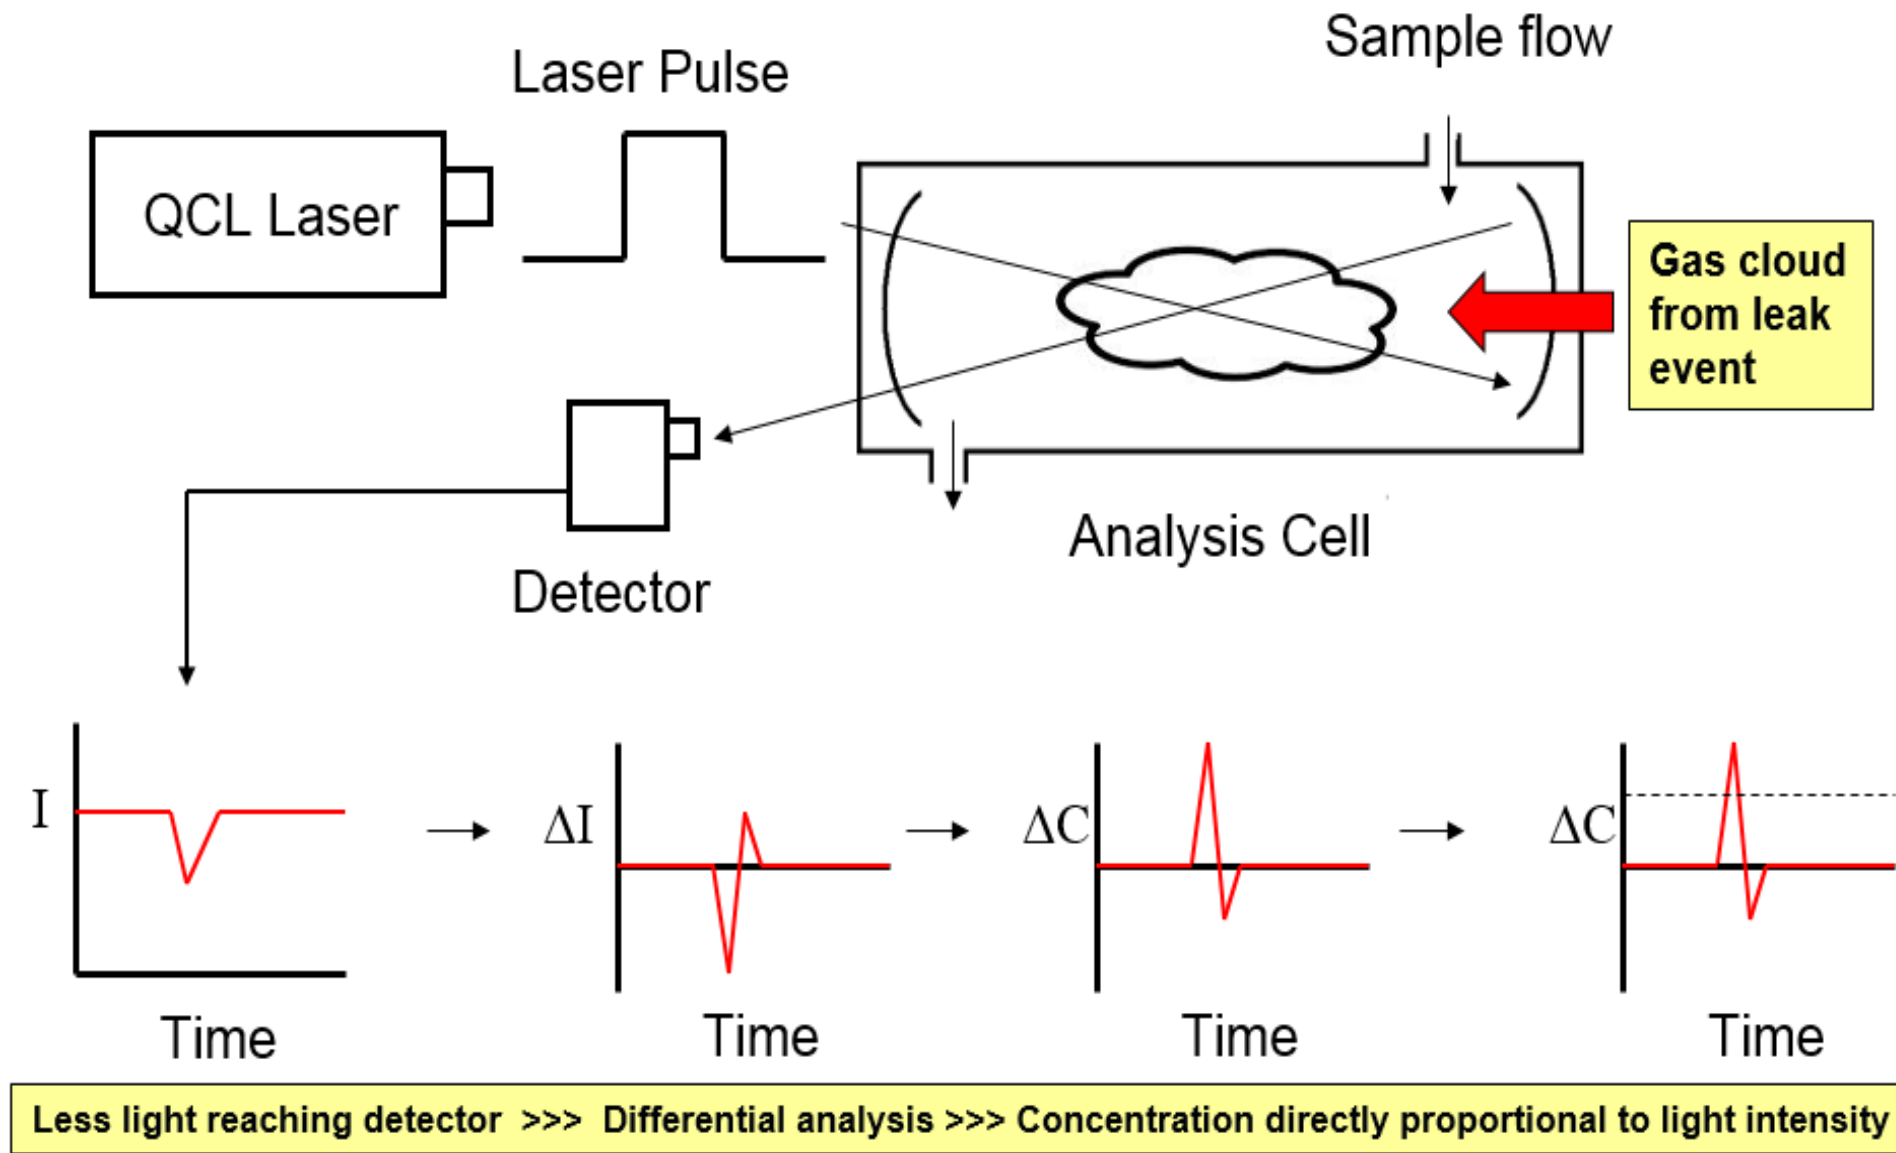 Sample flow
Laser Pulse
QCL Laser
Gas cloud
from leak
event
Analysis Cell
Detector
I
ΔI
ΔC
ΔC
Time
Time
Time
Time
Less light reaching detector >>> Differential analysis >>> Concentration directly proportional to light intensity